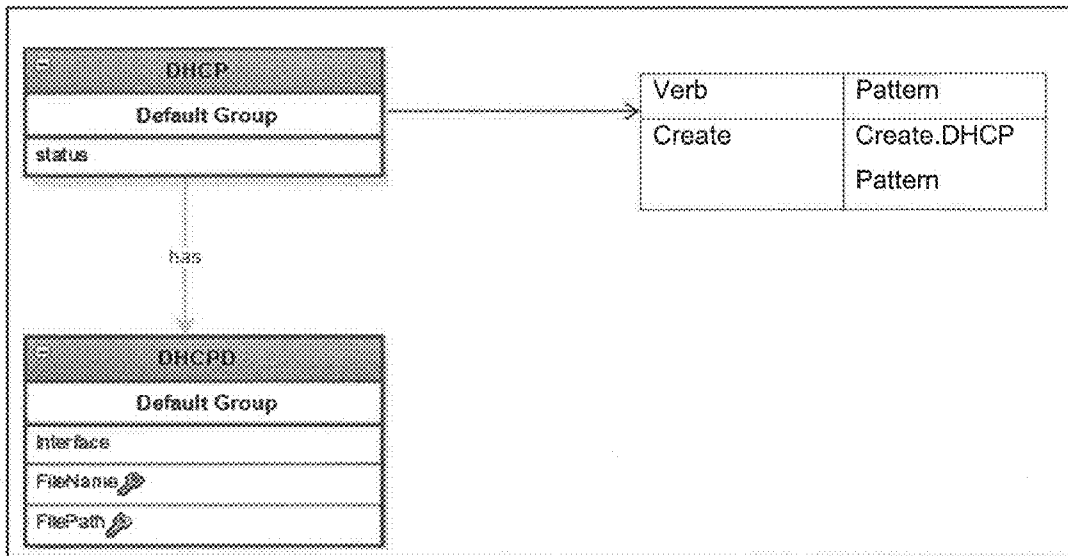 DHCP
Default Group
status
Verb Pattern
Create Create.DHCP
Pattern
has
DHCPD
Default Group
Interface
FileName
FilePath